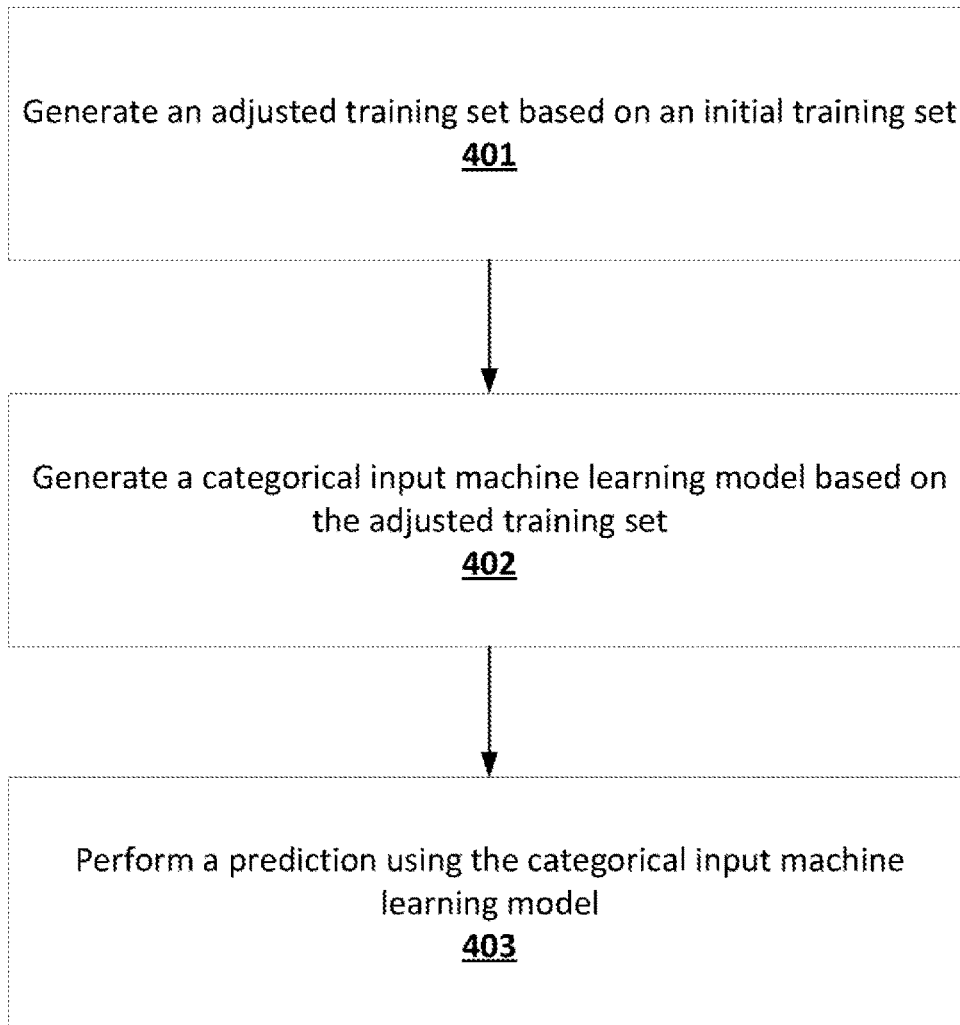 Generate an adjusted training set based on an initial training set
401
Generate a categorical input machine learning model based on
the adjusted training set
402
Perform a prediction using the categorical input machine
learning model
403